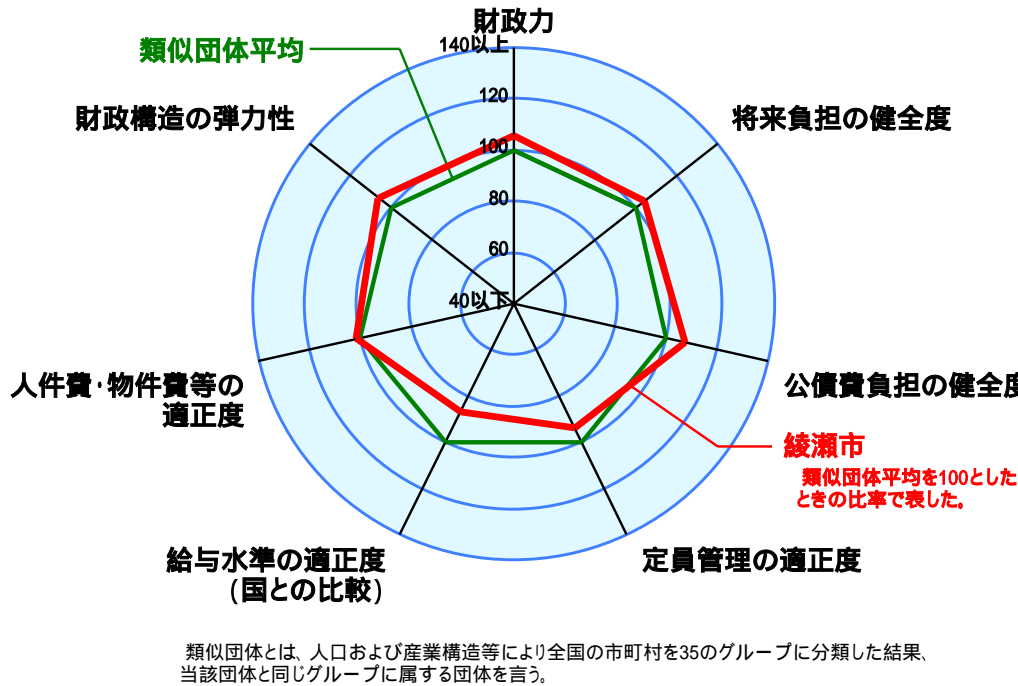 財政力
140以上
類似団体平均
120
財政構造の弾力性
将来負担の健全度
100
80
60
40以下
人件費・物件費等の
適正度
公債費負担の健全度
綾瀬市
類似団体平均を100とした
ときの比率で表した。
給与水準の適正度
(国との比較)
定員管理の適正度
類似団体とは、人口および産業構造等により全国の市町村を35のグループに分類した結果、
当該団体と同じグループに属する団体を言う。